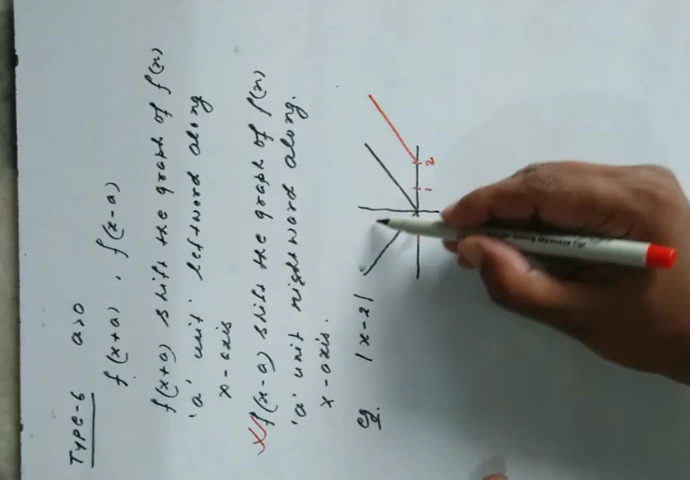 TYPE-6 a>0
f(x+a), f(x-a)
f(x+a) shift the graph of f(x)
'a' unit leftward along
x-axis
f(x-a) shift the graph of f(x)
'a' unit rightward along.
x-axis.
eg. |x-2|
1 2